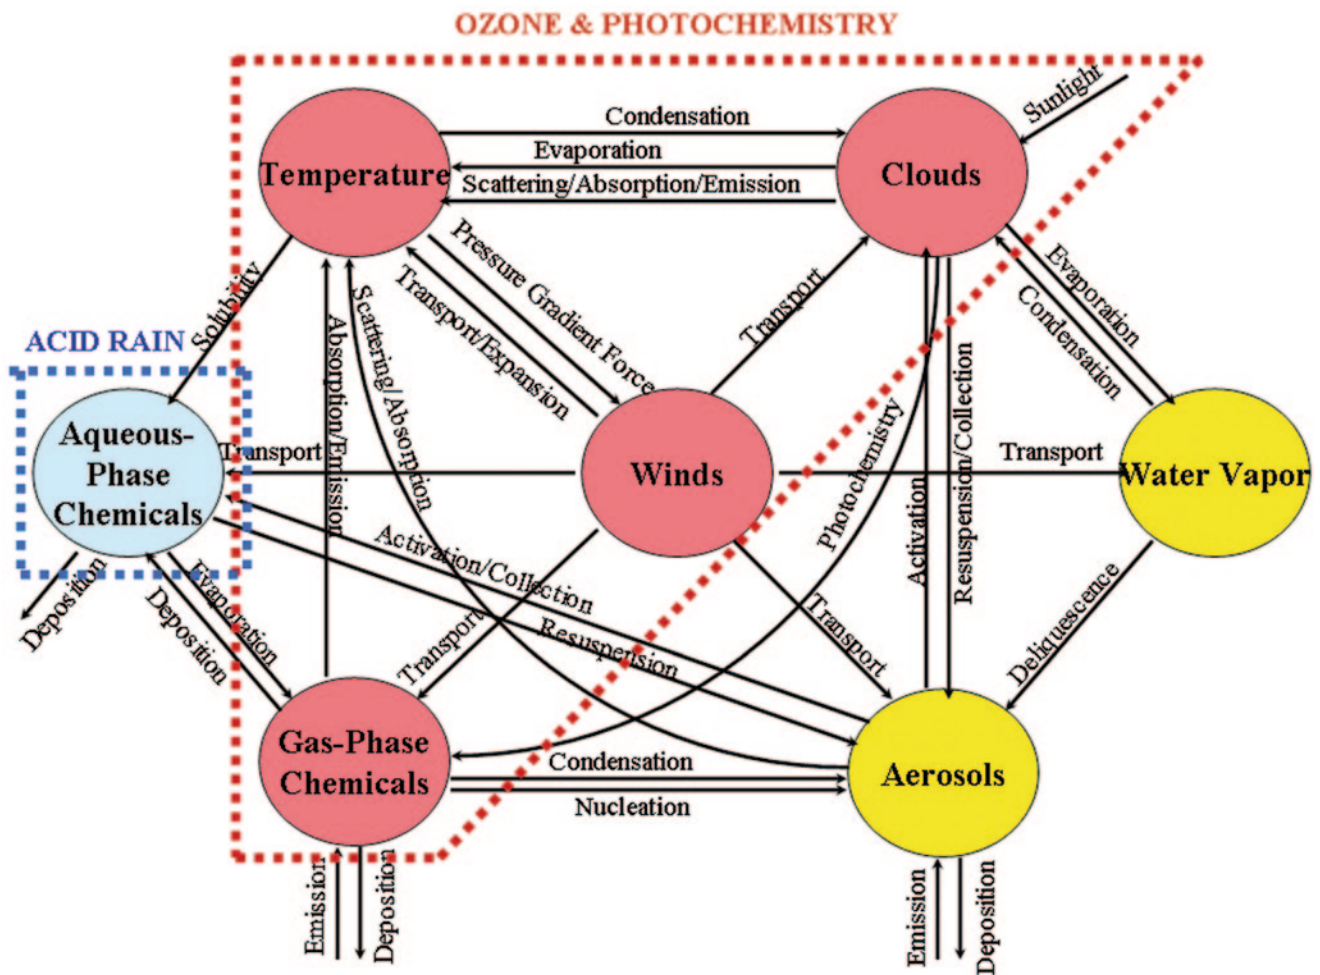 OZONE & PHOTOCHEMISTRY
Sunlight
Condensation
Evaporation
Scattering/Absorption/Emission
Temperature
Clouds
Pressure Gradient Force
Transport/Expansion
Transport
Evaporation
Condensation
Solubility
Absorption/Emission
Scattering/Absorption
ACID RAIN
Aqueous-
Phase
Chemicals
Transport
Winds
Transport
Water Vapor
Photochemistry
Activation
Resuspension/Collection
Activation/Collection
Resuspension
Deposition
Evaporation
Deposition
Transport
Transport
Deliquescence
Gas-Phase
Chemicals
Condensation
Nucleation
Aerosols
Emission
Deposition
Emission
Deposition